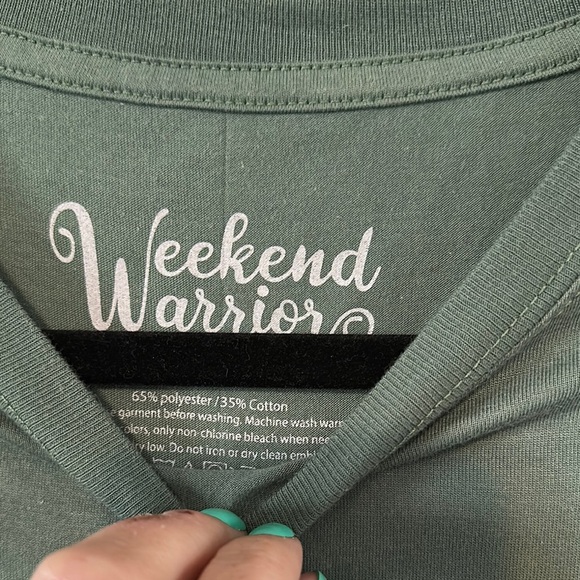 Weekend
Warrior
65% polyester / 35% Cotton
garment before washing. Machine wash warm
only non-chlorine bleach when
low. Do not iron or dry clean